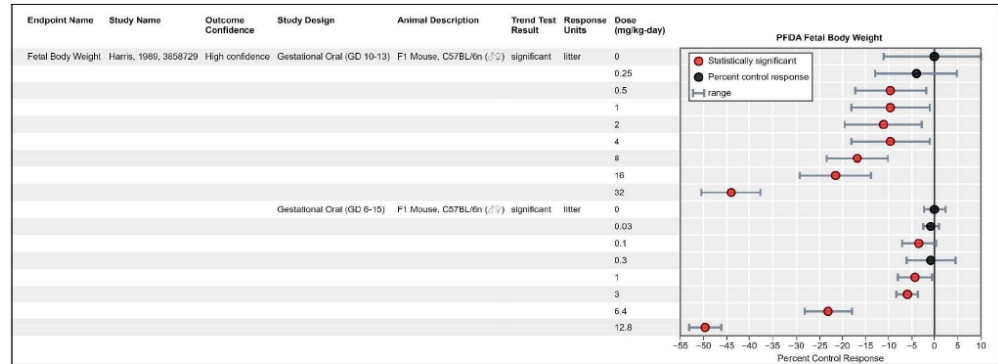 Endpoint Name Study Name Outcome Confidence Study Design Animal Description Trend Test Result Response Units Dose (mg/kg-day)
PFDA Fetal Body Weight
Fetal Body Weight Harris, 1989, 3858729 High confidence Gestational Oral (GD 10-13) F1 Mouse, C57BL/6n (♂♀) significant litter 0
0.25
0.5
1
2
4
8
16
32
Gestational Oral (GD 6-15) F1 Mouse, C57BL/6n (♂♀) significant litter 0
0.03
0.1
0.3
1
3
6.4
12.8
Statistically significant
Percent control response
range
-55 -50 -45 -40 -35 -30 -25 -20 -15 -10 -5 0 5 10
Percent Control Response